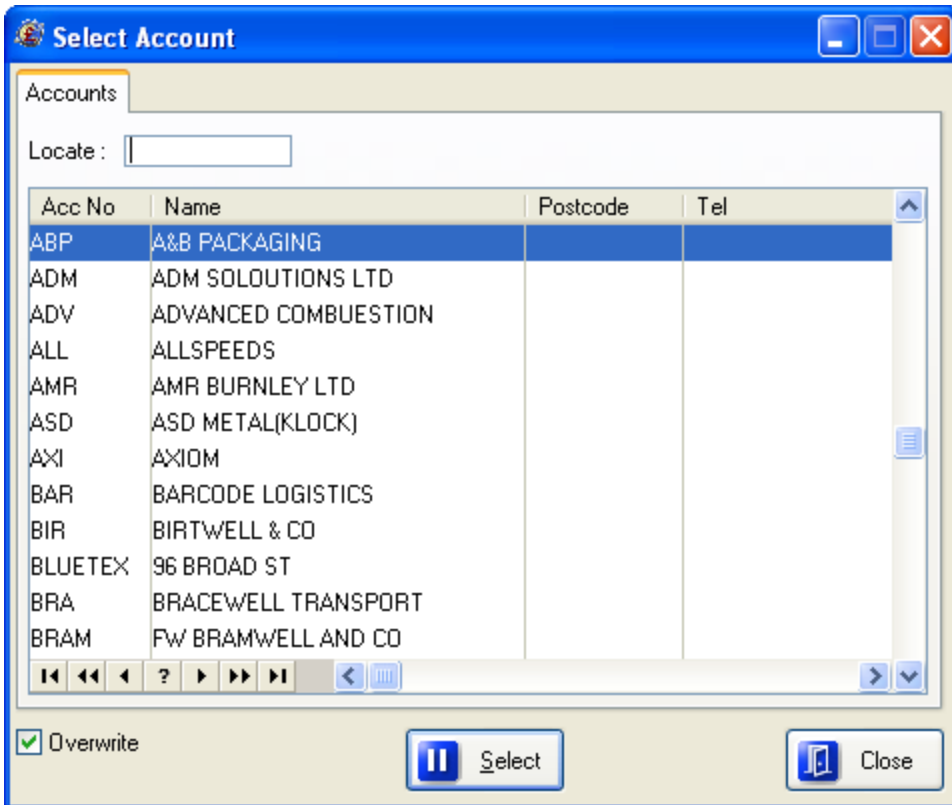 Select Account
Accounts
Locate :
Acc No Name Postcode Tel
ABP A&B PACKAGING
ADM ADM SOLOUTIONS LTD
ADV ADVANCED COMBUESTION
ALL ALLSPEEDS
AMR AMR BURNLEY LTD
ASD ASD METAL(KLOCK)
AXI AXIOM
BAR BARCODE LOGISTICS
BIR BIRTWELL & CO
BLUETEX 96 BROAD ST
BRA BRACEWELL TRANSPORT
BRAM FW BRAMWELL AND CO
?
Overwrite Select Close